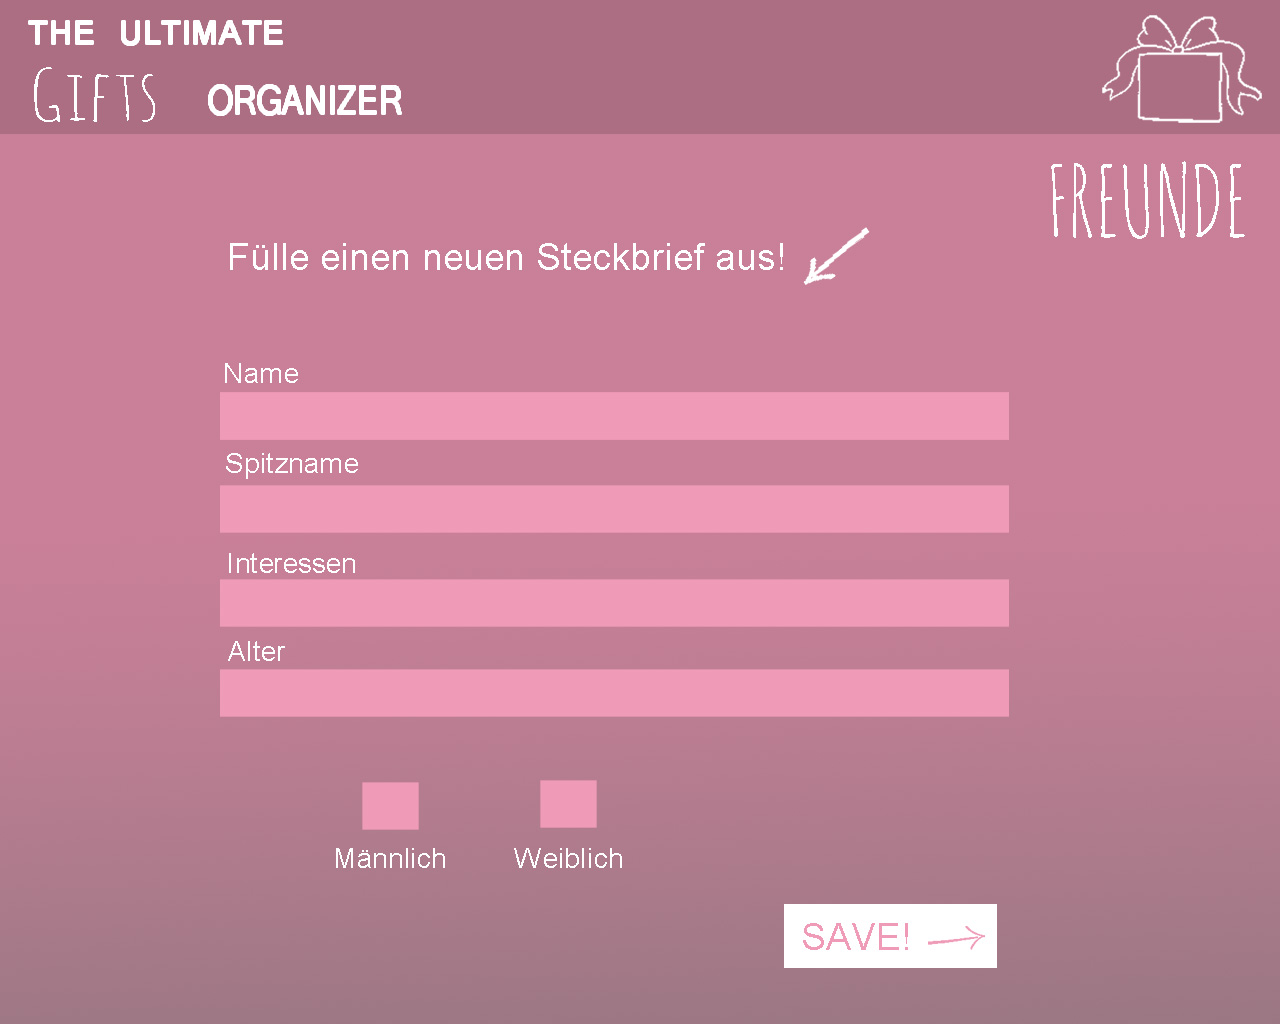 THE ULTIMATE
GIFTS ORGANIZER
FREUNDE
Fülle einen neuen Steckbrief aus!
Name
Spitzname
Interessen
Alter
Männlich Weiblich
SAVE!